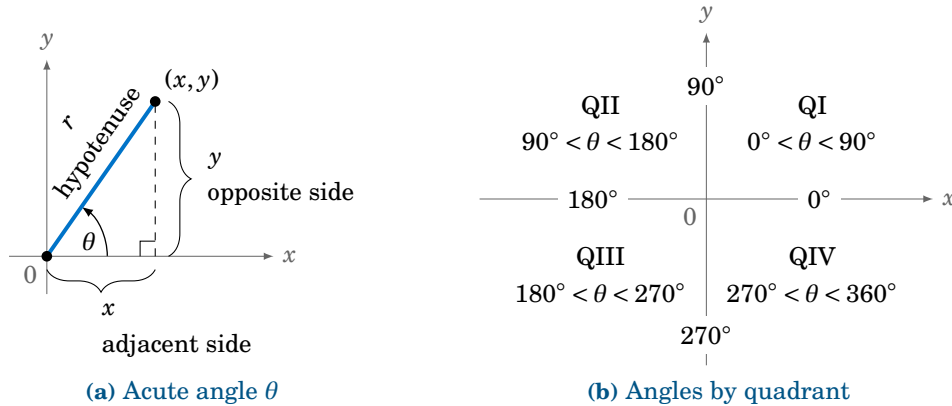 y
(x, y)
r
hypotenuse
y
opposite side
θ
x
0
x
adjacent side
(a) Acute angle θ
y
90°
QII
90° < θ < 180°
QI
0° < θ < 90°
180°
0°
x
0
QIII
180° < θ < 270°
QIV
270° < θ < 360°
270°
(b) Angles by quadrant